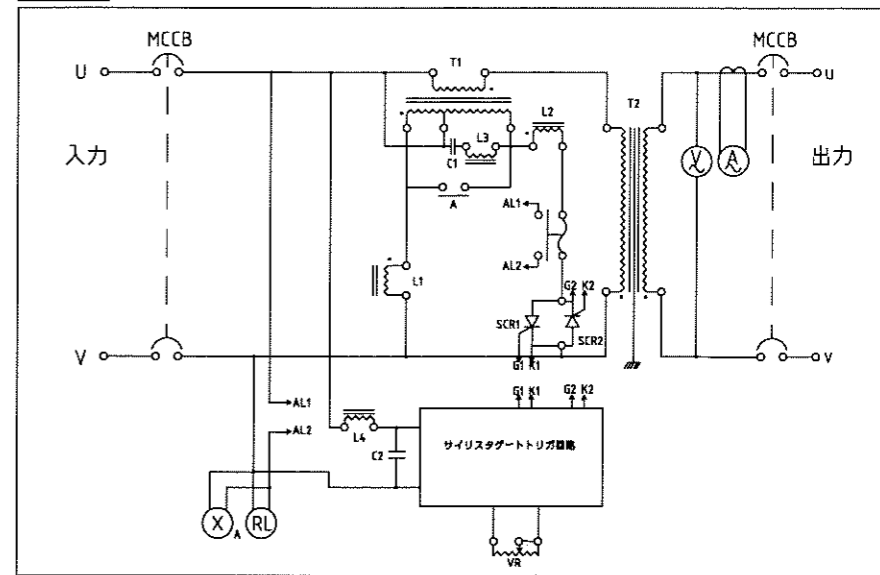 MCCB
MCCB
U
T1
U
T2
L2
入力
L3
C1
V
A
出力
A
AL1
AL2
L1
G2 K2
SCR1
SCR2
V
G1 K1
V
AL1
G1 K1
G2 K2
AL2
L4
C2
サイリスタゲートトリガ回路
X
A
RL
VR